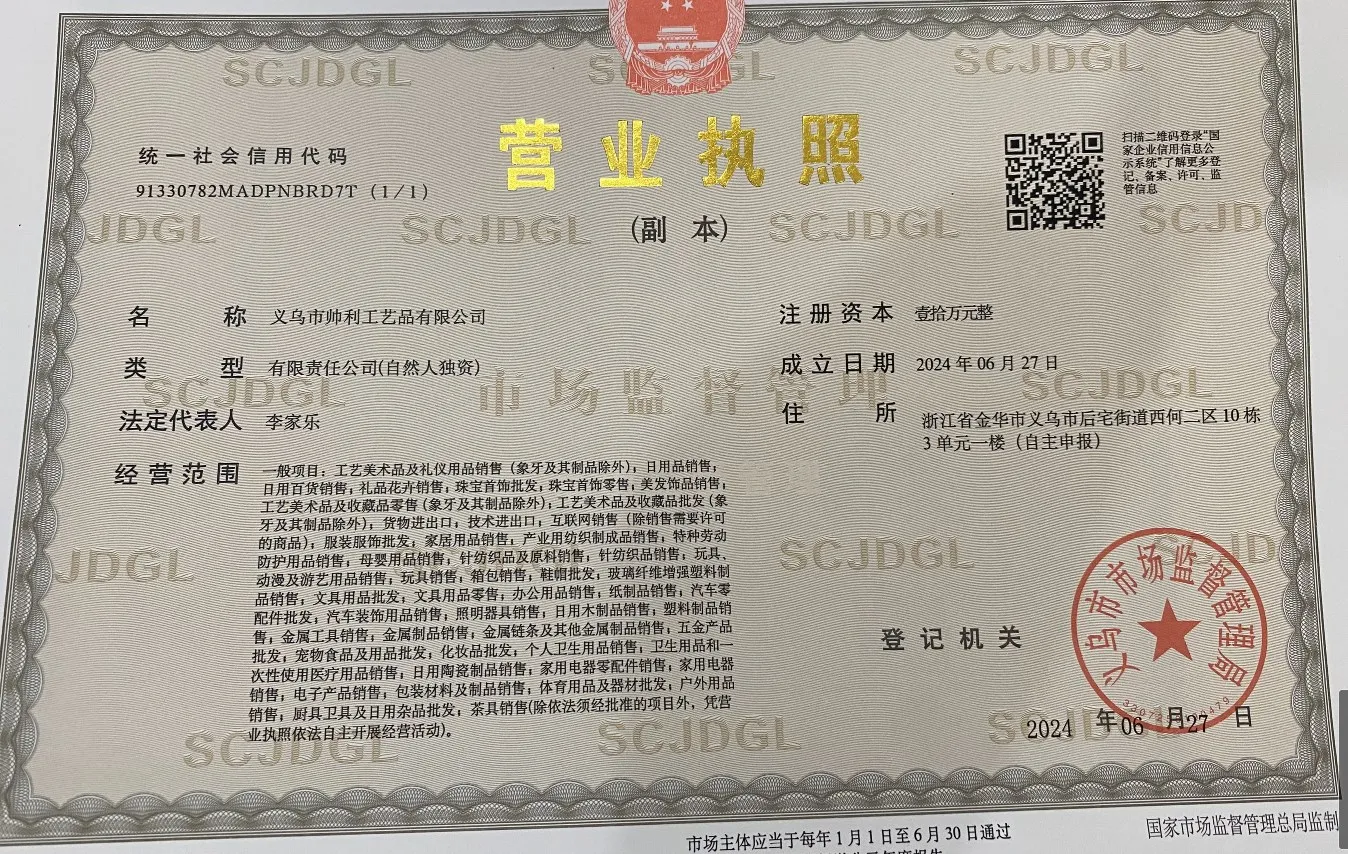 营业执照
(副 本)
统一社会信用代码
91330782MADPNBRD7T (1/1)
扫描二维码登录“国
家企业信用信息公
示系统”了解更多登
记、备案、许可、监
管信息
名 称 义乌市帅利工艺品有限公司
类 型 有限责任公司(自然人独资)
法定代表人 李家乐
经营范围 一般项目：工艺美术品及礼仪用品销售（象牙及其制品除外）；日用品销售；
日用百货销售；礼品花卉销售；珠宝首饰批发；珠宝首饰零售；美发饰品销售；
工艺美术品及收藏品零售（象牙及其制品除外）；工艺美术品及收藏品批发（象
牙及其制品除外）；货物进出口；技术进出口；互联网销售（除销售需要许可
的商品）；服装服饰批发；家居用品销售；产业用纺织制成品销售；特种劳动
防护用品销售；母婴用品销售；针纺织品及原料销售；针纺织品销售；玩具、
动漫及游艺用品销售；玩具销售；箱包销售；鞋帽批发；玻璃纤维增强塑料制
品销售；文具用品批发；文具用品零售；办公用品销售；纸制品销售；汽车零
配件批发；汽车装饰用品销售；照明器具销售；日用木制品销售；塑料制品销
售；金属工具销售；金属制品销售；金属链条及其他金属制品销售；五金产品
批发；宠物食品及用品批发；化妆品批发；个人卫生用品销售；卫生用品和一
次性使用医疗用品销售；日用陶瓷制品销售；家用电器零配件销售；家用电器
销售；电子产品销售；包装材料及制品销售；体育用品及器材批发；户外用品
销售；厨具卫具及日用杂品批发；茶具销售(除依法须经批准的项目外，凭营
业执照依法自主开展经营活动)。
注册资本 壹拾万元整
成立日期 2024年06月27日
住 所 浙江省金华市义乌市后宅街道西何二区10栋
3单元一楼（自主申报）
登记机关
义乌市市场监督管理局
2024 年06 月27 日
SCJDGL
市场监督管理
市场主体应当于每年1月1日至6月30日通过
国家市场监督管理总局监制